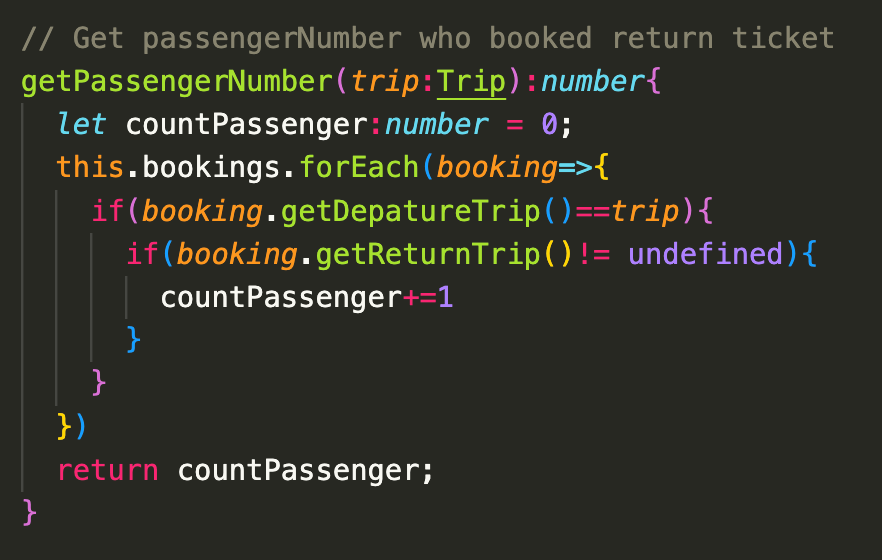 // Get passengerNumber who booked return ticket
getPassengerNumber(trip:Trip):number{
let countPassenger:number = 0;
this.bookings.forEach(booking=>{
if(booking.getDepatureTrip()==trip){
if(booking.getReturnTrip()!= undefined){
countPassenger+=1
}
}
})
return countPassenger;
}